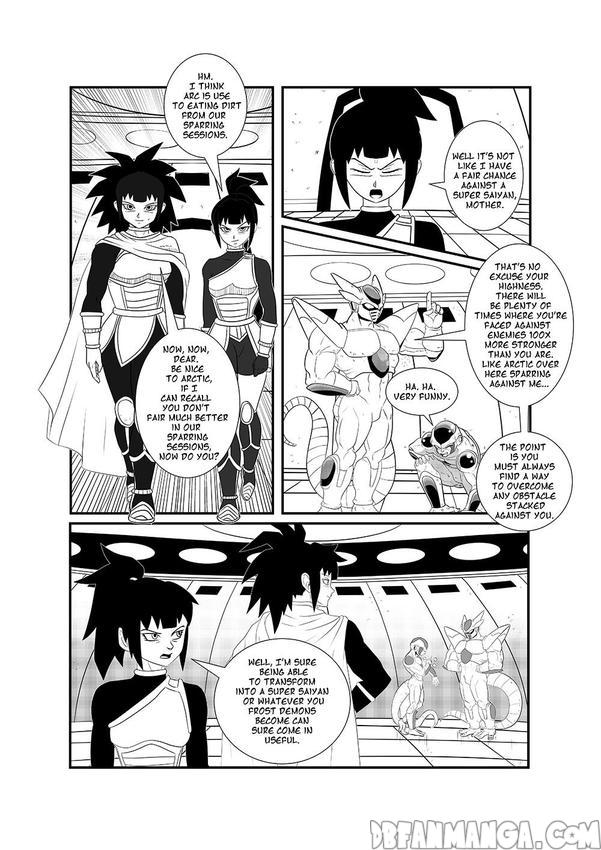 HM.
I THINK
ARC IS USE
TO EATING DIRT
FROM OUR
SPARRING
SESSIONS.
NOW, NOW,
DEAR.
BE NICE
TO ARCTIC,
IF I
CAN RECALL
YOU DON'T
FAIR MUCH BETTER
IN OUR
SPARRING
SESSIONS,
NOW DO YOU?
WELL IT'S NOT
LIKE I HAVE
A FAIR CHANCE
AGAINST A
SUPER SAIYAN,
MOTHER.
THAT'S NO
EXCUSE YOUR
HIGHNESS.
THERE WILL
BE PLENTY OF
TIMES WHERE YOU'RE
FACED AGAINST
ENEMIES 100X
MORE STRONGER
THAN YOU ARE.
LIKE ARCTIC OVER
HERE SPARRING
AGAINST ME...
HA. HA.
VERY FUNNY.
THE POINT
IS YOU
MUST ALWAYS
FIND A WAY
TO OVERCOME
ANY OBSTACLE
STACKED
AGAINST YOU.
WELL, I'M SURE
BEING ABLE
TO TRANSFORM
INTO A SUPER SAIYAN
OR WHATEVER YOU
FROST DEMONS
BECOME CAN
SURE COME IN
USEFUL.
DBFANMANGA.COM